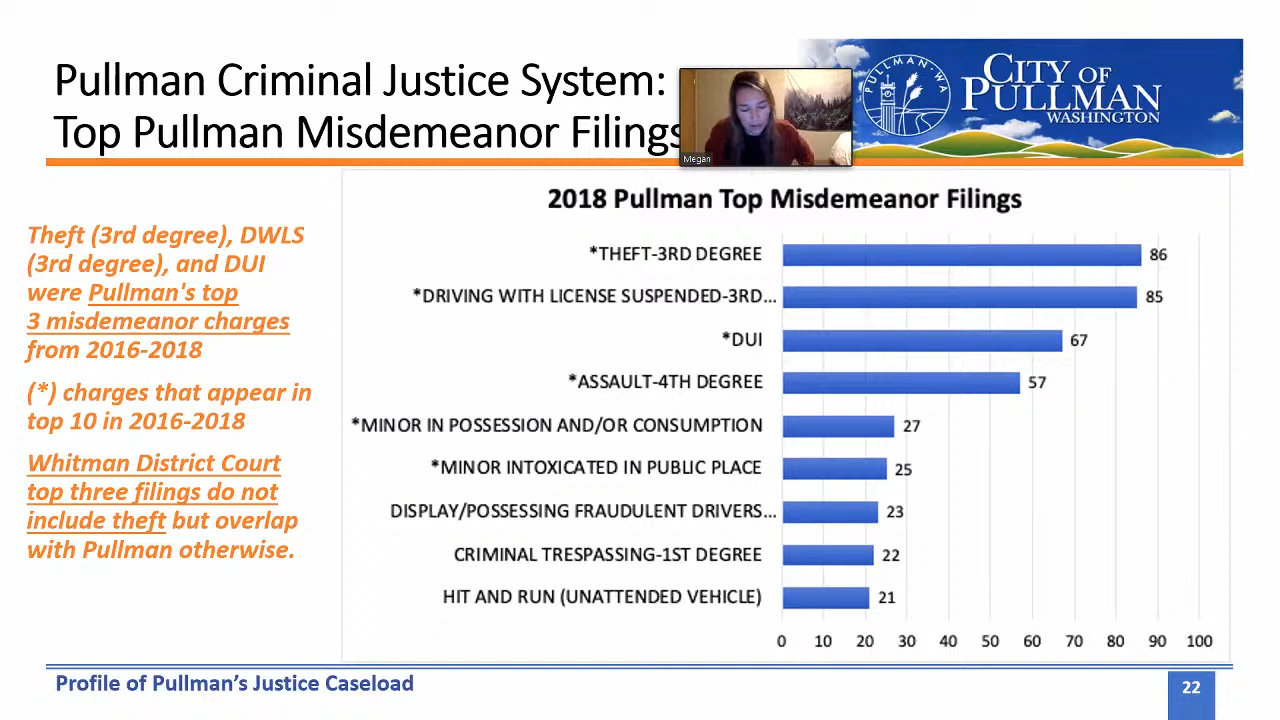 Pullman Criminal Justice System:
Top Pullman Misdemeanor Filings
Megan
PULLMAN·WA
CITY OF
PULLMAN
WASHINGTON
Theft (3rd degree), DWLS
(3rd degree), and DUI
were Pullman's top
3 misdemeanor charges
from 2016-2018
(*) charges that appear in
top 10 in 2016-2018
Whitman District Court
top three filings do not
include theft but overlap
with Pullman otherwise.
2018 Pullman Top Misdemeanor Filings
*THEFT-3RD DEGREE 86
*DRIVING WITH LICENSE SUSPENDED-3RD... 85
*DUI 67
*ASSAULT-4TH DEGREE 57
*MINOR IN POSSESSION AND/OR CONSUMPTION 27
*MINOR INTOXICATED IN PUBLIC PLACE 25
DISPLAY/POSSESSING FRAUDULENT DRIVERS... 23
CRIMINAL TRESPASSING-1ST DEGREE 22
HIT AND RUN (UNATTENDED VEHICLE) 21
0 10 20 30 40 50 60 70 80 90 100
Profile of Pullman’s Justice Caseload
22